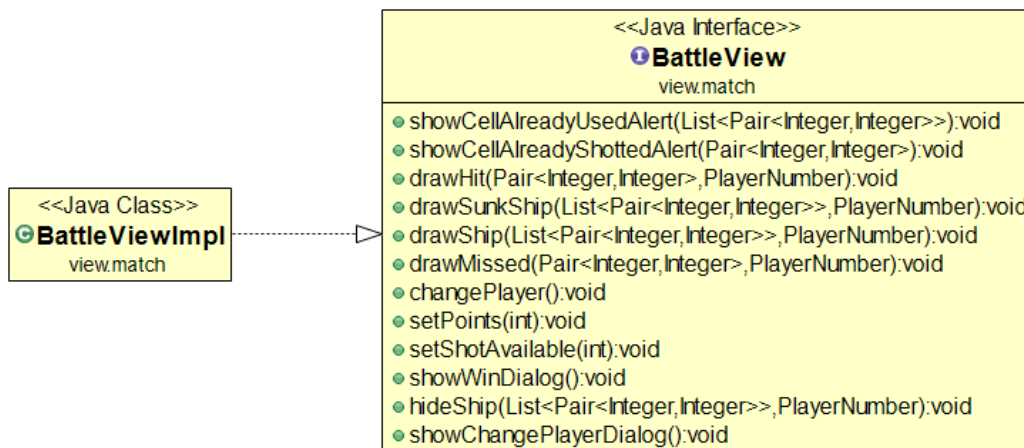 <<Java Interface>>
BattleView
view.match
showCellAlreadyUsedAlert(List<Pair<Integer,Integer>>):void
showCellAlreadyShottedAlert(Pair<Integer,Integer>):void
drawHit(Pair<Integer,Integer>,PlayerNumber):void
drawSunkShip(List<Pair<Integer,Integer>>,PlayerNumber):void
drawShip(List<Pair<Integer,Integer>>,PlayerNumber):void
drawMissed(Pair<Integer,Integer>,PlayerNumber):void
changePlayer():void
setPoints(int):void
setShotAvailable(int):void
showWinDialog():void
hideShip(List<Pair<Integer,Integer>>,PlayerNumber):void
showChangePlayerDialog():void
<<Java Class>>
BattleViewImpl
view.match